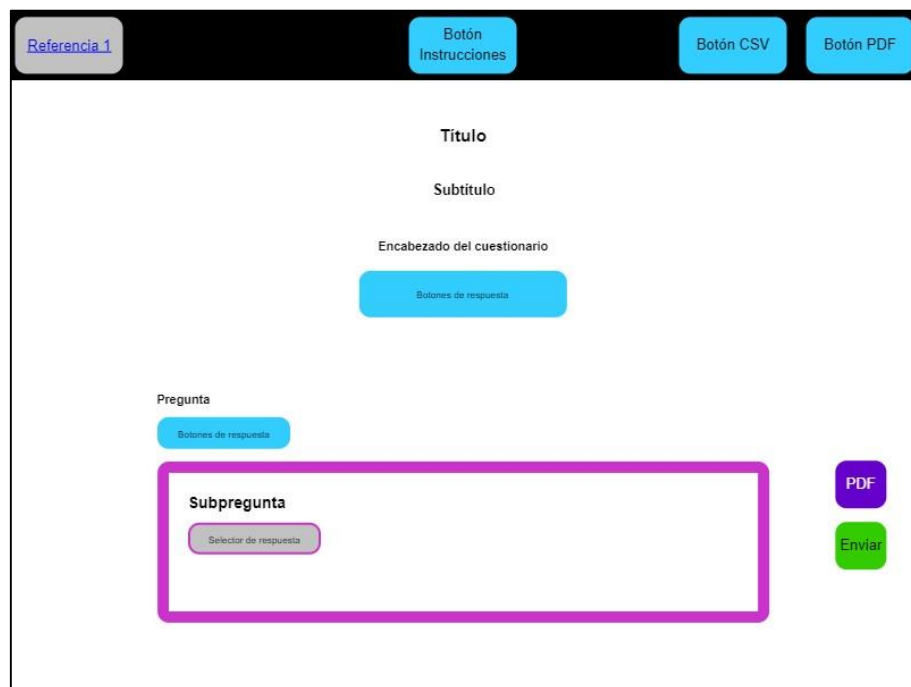 Referencia 1
Botón
Instrucciones
Botón CSV
Botón PDF
Título
Subtítulo
Encabezado del cuestionario
Botones de respuesta
Pregunta
Botones de respuesta
Subpregunta
Selector de respuesta
PDF
Enviar